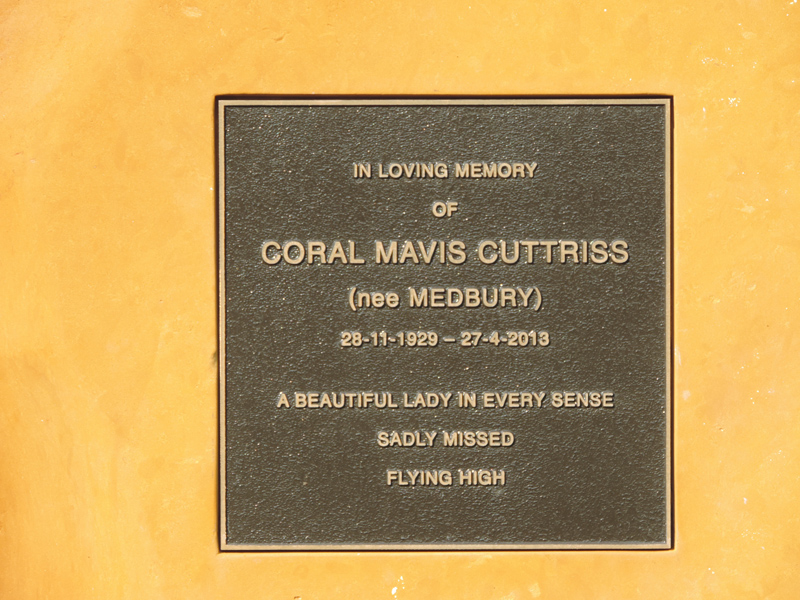 IN LOVING MEMORY
OF
CORAL MAVIS CUTTRISS
(nee MEDBURY)
28-11-1929 – 27-4-2013
A BEAUTIFUL LADY IN EVERY SENSE
SADLY MISSED
FLYING HIGH